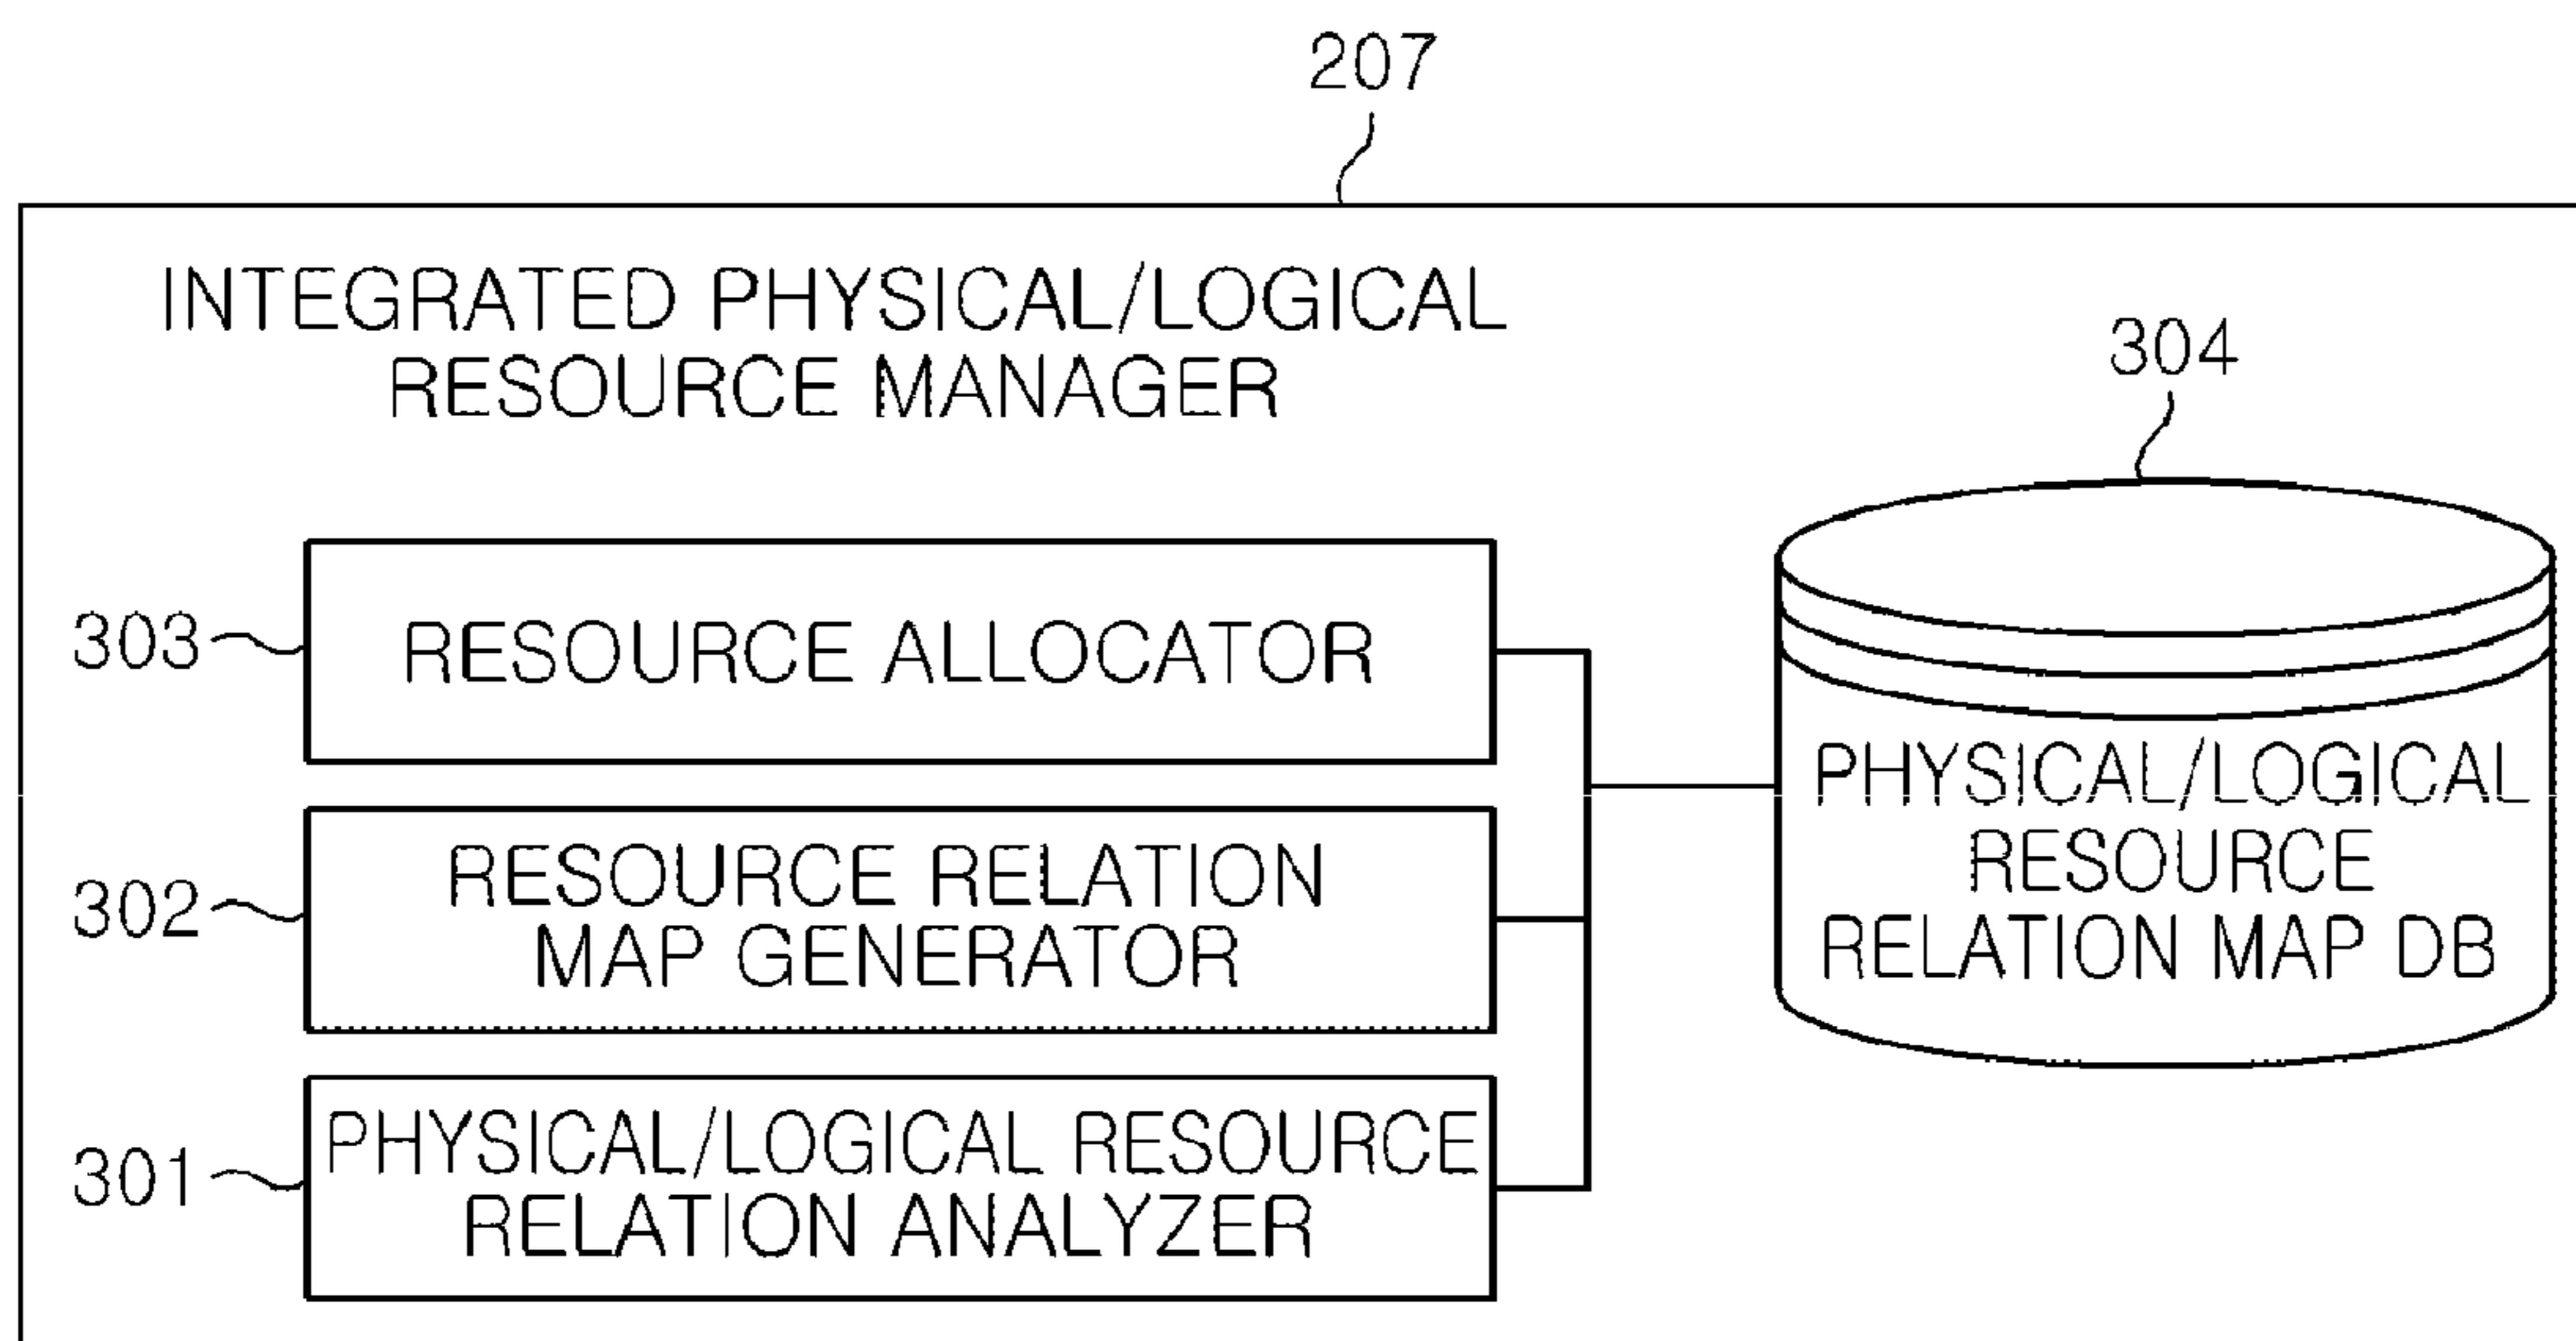 207
INTEGRATED PHYSICAL/LOGICAL
RESOURCE MANAGER
304
303
RESOURCE ALLOCATOR
302
RESOURCE RELATION
MAP GENERATOR
301
PHYSICAL/LOGICAL RESOURCE
RELATION ANALYZER
PHYSICAL/LOGICAL
RESOURCE
RELATION MAP DB